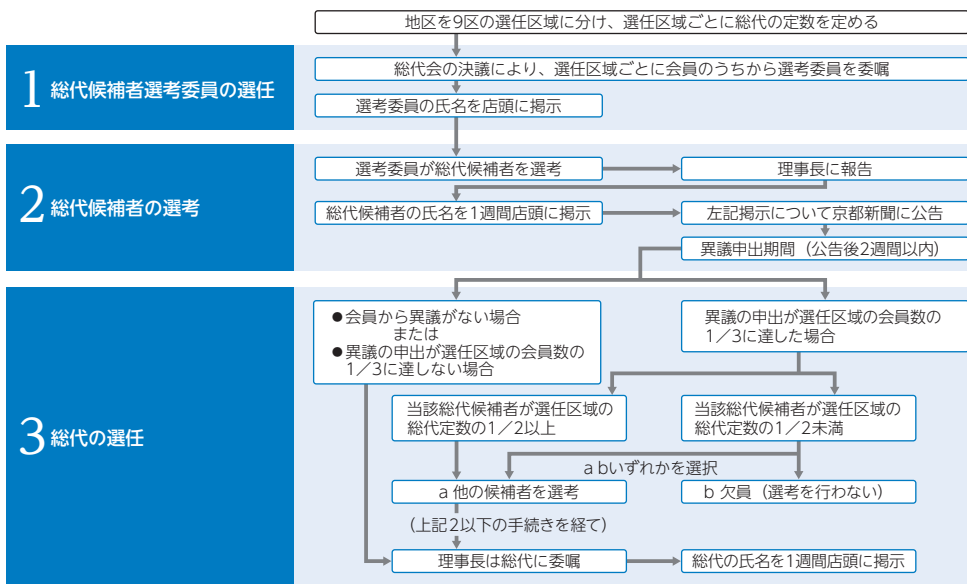 地区を9区の選任区域に分け、選任区域ごとに総代の定数を定める
1 総代候補者選考委員の選任
総代会の決議により、選任区域ごとに会員のうちから選考委員を委嘱
選考委員の氏名を店頭に掲示
2 総代候補者の選考
選考委員が総代候補者を選考
理事長に報告
総代候補者の氏名を1週間店頭に掲示
左記掲示について京都新聞に公告
異議申出期間（公告後2週間以内）
3 総代の選任
●会員から異議がない場合
または
●異議の申出が選任区域の会員数の
1／3に達しない場合
異議の申出が選任区域の会員数の
1／3に達した場合
当該総代候補者が選任区域の
総代定数の1／2以上
当該総代候補者が選任区域の
総代定数の1／2未満
a bいずれかを選択
a 他の候補者を選考
b 欠員（選考を行わない）
（上記2以下の手続きを経て）
理事長は総代に委嘱
総代の氏名を1週間店頭に掲示